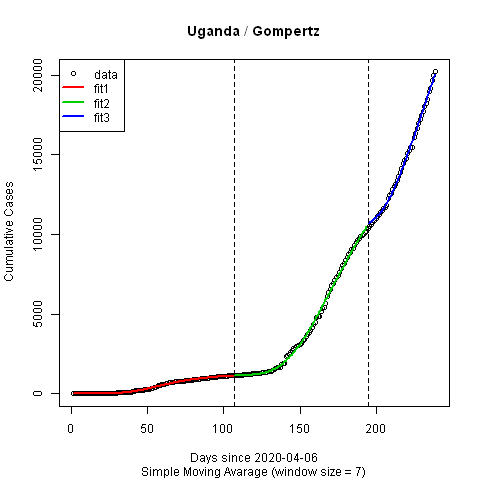 Uganda / Gompertz
data
fit1
fit2
fit3
Cumulative Cases
20000
15000
10000
5000
0
0
50
100
150
200
Days since 2020-04-06
Simple Moving Avarage (window size = 7)